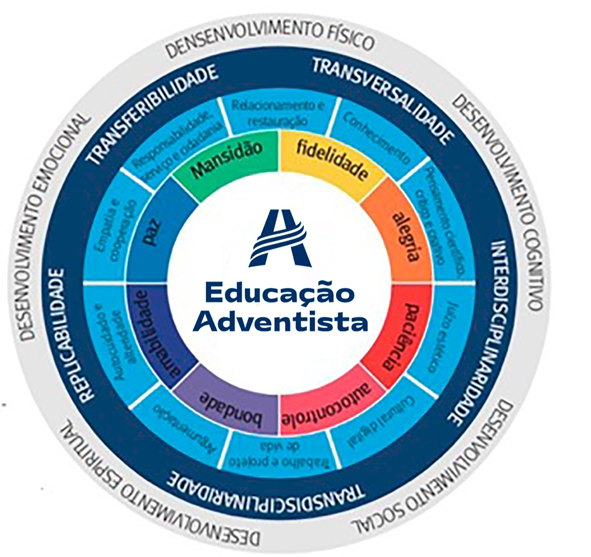 DENSENVOLVIMENTO FÍSICO
DESENVOLVIMENTO COGNITIVO
DESENVOLVIMENTO SOCIAL
DESENVOLVIMENTO ESPIRITUAL
DESENVOLVIMENTO EMOCIONAL
TRANSVERSALIDADE
INTERDISCIPLINARIDADE
TRANSDISCIPLINARIDADE
REPLICABILIDADE
TRANSFERIBILIDADE
Relacionamento e
restauração
Conhecimento
Pensamento científico,
crítico e criativo
Juízo estético
Cultural digital
Trabalho e projeto
de vida
Argumentação
Autocuidado e
alteridade
Empatia e
cooperação
Responsabilidade,
serviço e cidadania
fidelidade
alegria
paciência
autocontrole
bondade
amabilidade
paz
Mansidão
Educação
Adventista